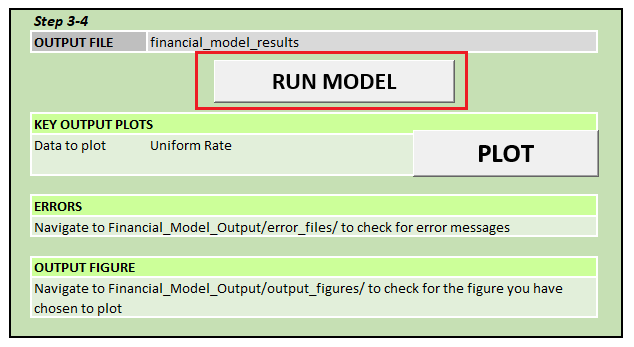 Step 3-4
OUTPUT FILE financial_model_results
RUN MODEL
KEY OUTPUT PLOTS
Data to plot Uniform Rate
PLOT
ERRORS
Navigate to Financial_Model_Output/error_files/ to check for error messages
OUTPUT FIGURE
Navigate to Financial_Model_Output/output_figures/ to check for the figure you have
chosen to plot